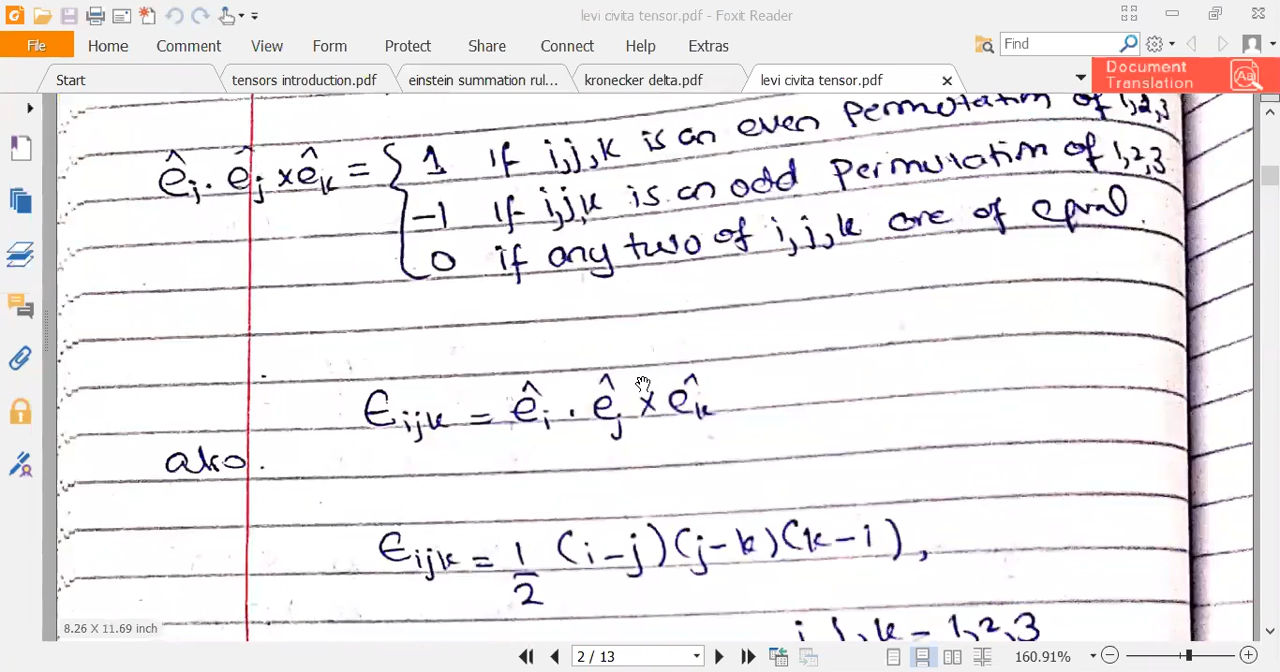 levi civita tensor.pdf - Foxit Reader
File Home Comment View Form Protect Share Connect Help Extras Find
Start tensors introduction.pdf einstein summation rul... kronecker delta.pdf levi civita tensor.pdf
Document Translation
êᵢ · êⱼ × êₖ = { 1 if i,j,k is an even permutation of 1,2,3
-1 if i,j,k is an odd permutation of 1,2,3
0 if any two of i,j,k are of equal.
ϵᵢⱼₖ = êᵢ · êⱼ × êₖ
also.
ϵᵢⱼₖ = 1/2 (i-j)(j-k)(k-i),
i, j, k = 1,2,3
8.26 X 11.69 inch
2 / 13
160.91%